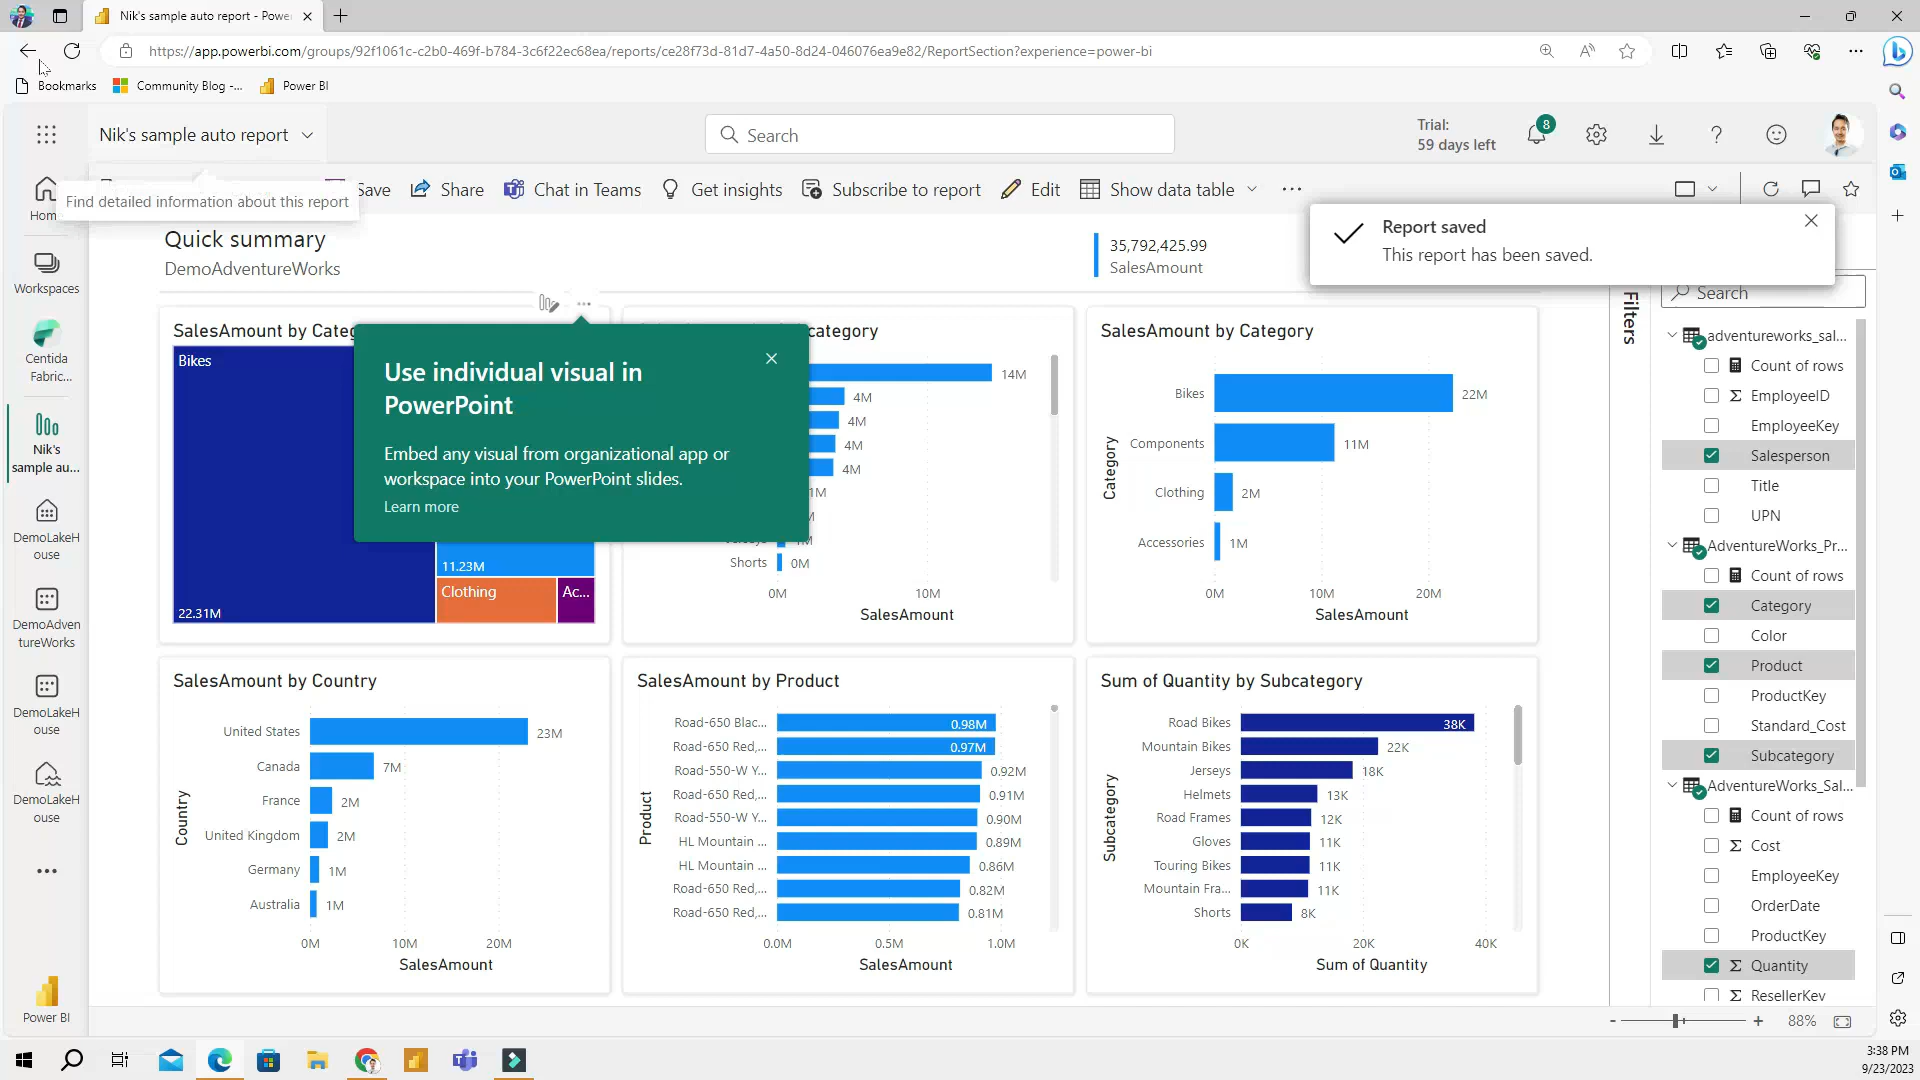 Nik's sample auto report - Powe
https://app.powerbi.com/groups/92f1061c-c2b0-469f-b784-3c6f22ec68ea/reports/ce28f73d-81d7-4a50-8d24-046076ea9e82/ReportSection?experience=power-bi
Bookmarks
Community Blog -...
Power BI
Nik's sample auto report
Search
Trial:
59 days left
8
Find detailed information about this report
Save
Share
Chat in Teams
Get insights
Subscribe to report
Edit
Show data table
Report saved
This report has been saved.
Home
Workspaces
Centida
Fabric...
Nik's
sample au...
DemoLakeH
ouse
DemoAdven
tureWorks
DemoLakeH
ouse
DemoLakeH
ouse
Power BI
Quick summary
DemoAdventureWorks
35,792,425.99
SalesAmount
SalesAmount by Categ
Bikes
22.31M
11.23M
Clothing
Ac...
Use individual visual in
PowerPoint
Embed any visual from organizational app or
workspace into your PowerPoint slides.
Learn more
category
14M
4M
4M
4M
4M
1M
Shorts
0M
0M
10M
SalesAmount
SalesAmount by Category
Category
Bikes
22M
Components
11M
Clothing
2M
Accessories
1M
0M
10M
20M
SalesAmount
SalesAmount by Country
Country
United States
23M
Canada
7M
France
2M
United Kingdom
2M
Germany
1M
Australia
1M
0M
10M
20M
SalesAmount
SalesAmount by Product
Product
Road-650 Blac...
0.98M
Road-650 Red,...
0.97M
Road-550-W Y...
0.92M
Road-650 Red,...
0.91M
Road-550-W Y...
0.90M
HL Mountain ...
0.89M
HL Mountain ...
0.86M
Road-650 Red,...
0.82M
Road-650 Red,...
0.81M
0.0M
0.5M
1.0M
SalesAmount
Sum of Quantity by Subcategory
Subcategory
Road Bikes
38K
Mountain Bikes
22K
Jerseys
18K
Helmets
13K
Road Frames
12K
Gloves
11K
Touring Bikes
11K
Mountain Fra...
11K
Shorts
8K
0K
20K
40K
Sum of Quantity
Filters
Search
adventureworks_sal...
Count of rows
EmployeeID
EmployeeKey
Salesperson
Title
UPN
AdventureWorks_Pr...
Count of rows
Category
Color
Product
ProductKey
Standard_Cost
Subcategory
AdventureWorks_Sal...
Count of rows
Cost
EmployeeKey
OrderDate
ProductKey
Quantity
ResellerKey
88%
3:38 PM
9/23/2023